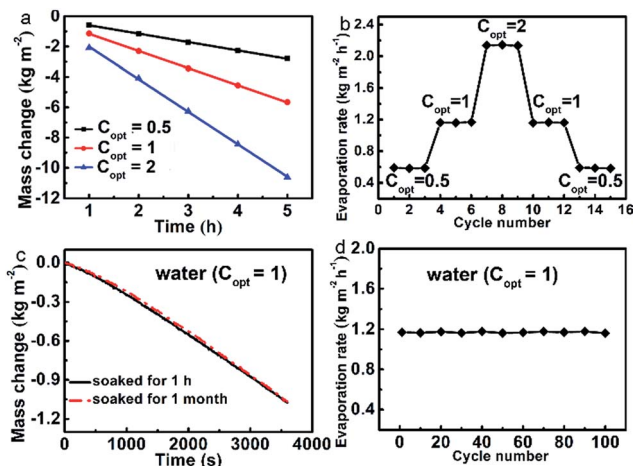 a
0
-2
-4
-6
-8
-10
-12
Mass change (kg m⁻²)
C_opt = 0.5
C_opt = 1
C_opt = 2
1 2 3 4 5
Time (h)
b
2.4
1.8
1.2
0.6
Evaporation rate (kg m⁻² h⁻¹)
C_opt = 2
C_opt=1
C_opt=1
C_opt=0.5
C_opt=0.5
0 2 4 6 8 10 12 14 16
Cycle number
c
0.0
-0.3
-0.6
-0.9
-1.2
Mass change (kg m⁻²)
water (C_opt = 1)
soaked for 1 h
soaked for 1 month
0 1000 2000 3000 4000
Time (s)
d
2.0
1.6
1.2
0.8
0.4
Evaporation rate (kg m⁻² h⁻¹)
water (C_opt = 1)
0 20 40 60 80 100
Cycle number